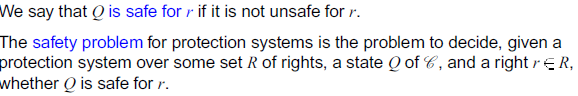 We say that Q is safe for r if it is not unsafe for r.
The safety problem for protection systems is the problem to decide, given a
protection system over some set R of rights, a state Q of 𝒞, and a right r ∈ R,
whether Q is safe for r.